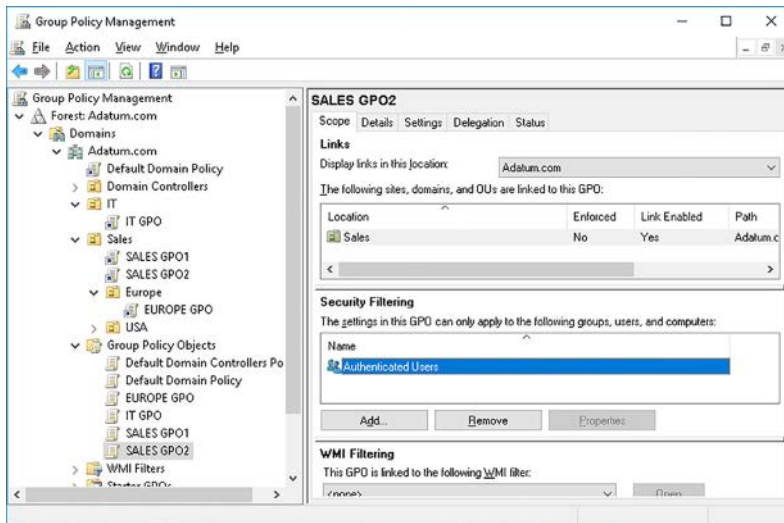 Group Policy Management
File Action View Window Help
Group Policy Management
Forest: Adatum.com
Domains
Adatum.com
Default Domain Policy
Domain Controllers
IT
IT GPO
Sales
SALES GPO1
SALES GPO2
Europe
EUROPE GPO
USA
Group Policy Objects
Default Domain Controllers Po
Default Domain Policy
EUROPE GPO
IT GPO
SALES GPO1
SALES GPO2
WMI Filters
Starter GPOs
SALES GPO2
Scope Details Settings Delegation Status
Links
Display links in this location: Adatum.com
The following sites, domains, and OUs are linked to this GPO:
Location Enforced Link Enabled Path
Sales No Yes Adatum.c
Security Filtering
The settings in this GPO can only apply to the following groups, users, and computers:
Name
Authenticated Users
Add... Remove Properties
WMI Filtering
This GPO is linked to the following WMI filter:
<none> Open